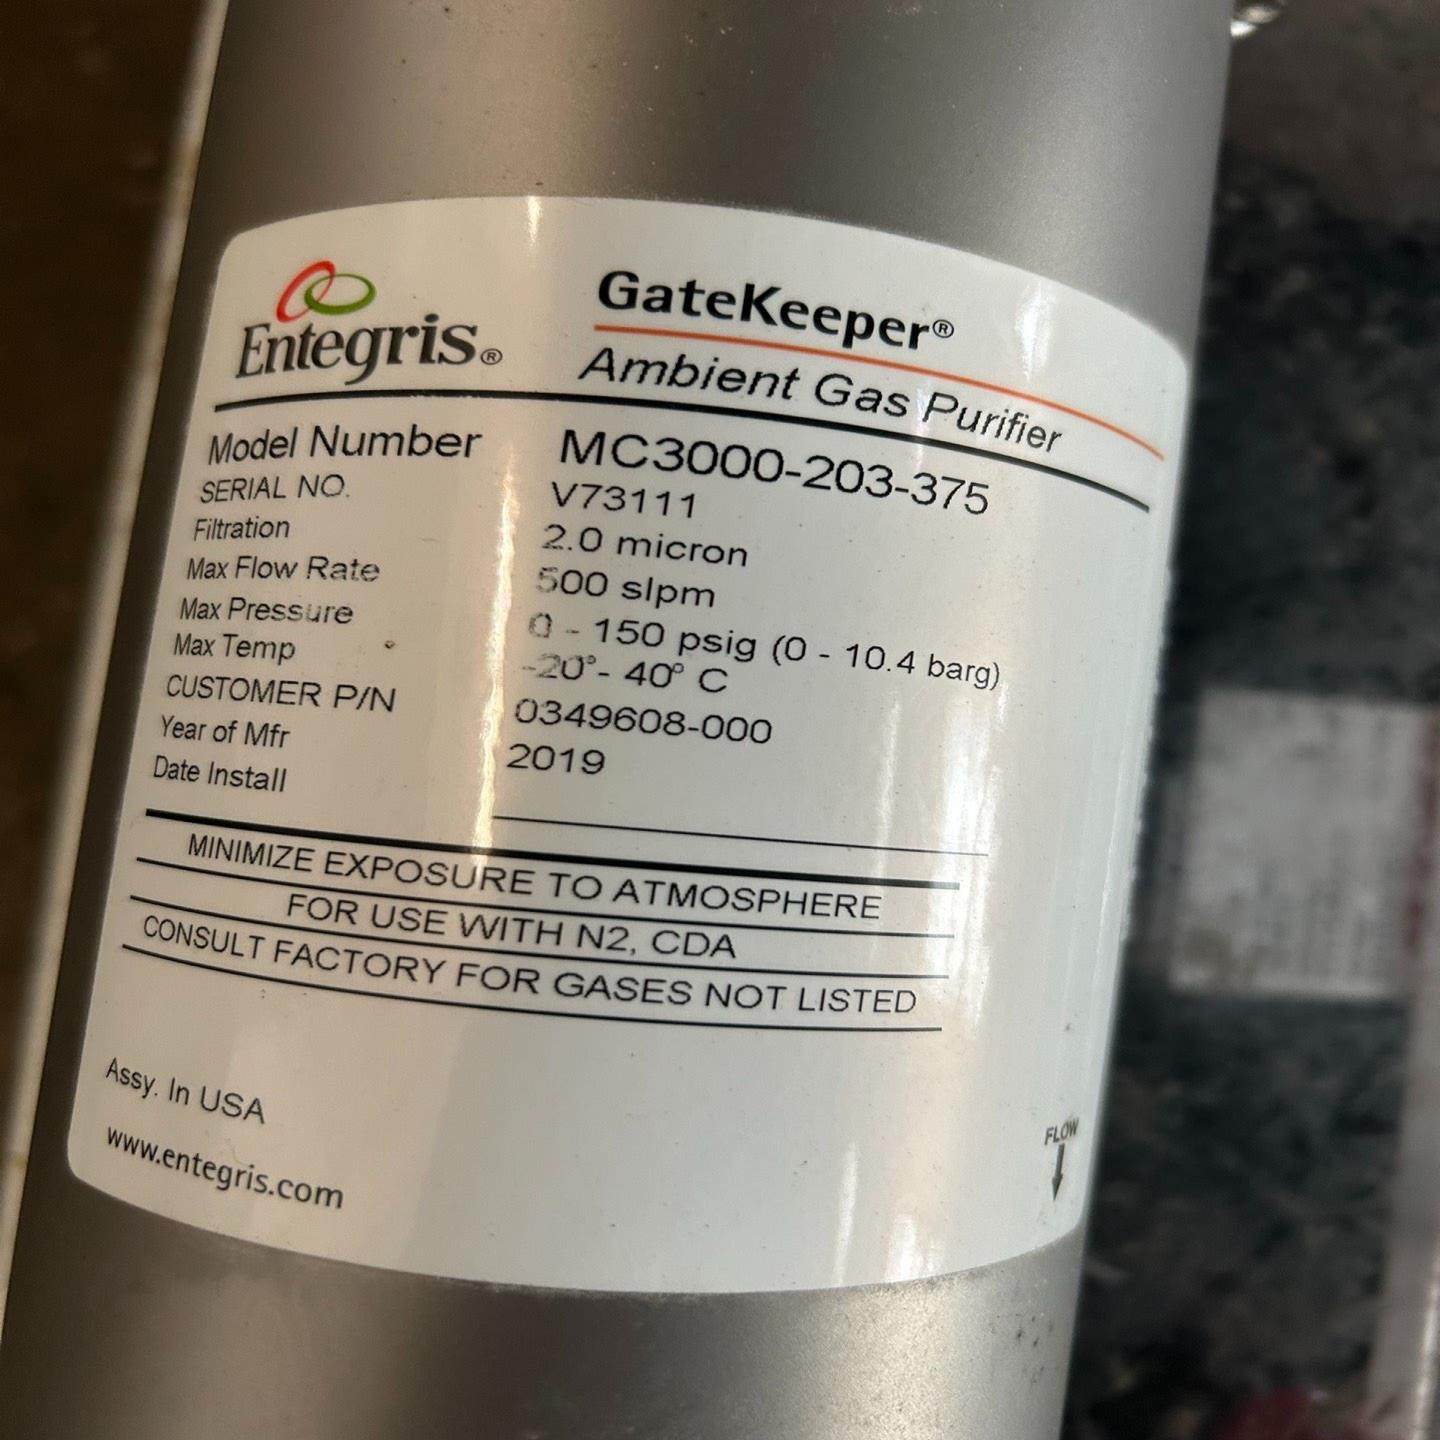 Entegris®
GateKeeper®
Ambient Gas Purifier
Model Number MC3000-203-375
SERIAL NO. V73111
Filtration 2.0 micron
Max Flow Rate 500 slpm
Max Pressure 0 - 150 psig (0 - 10.4 barg)
Max Temp -20°- 40° C
CUSTOMER P/N 0349608-000
Year of Mfr 2019
Date Install
MINIMIZE EXPOSURE TO ATMOSPHERE
FOR USE WITH N2, CDA
CONSULT FACTORY FOR GASES NOT LISTED
Assy. In USA
www.entegris.com
FLOW